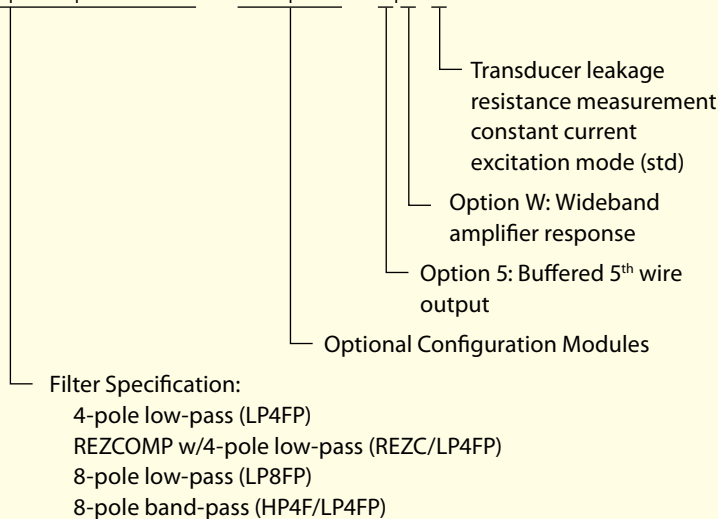 Transducer leakage
resistance measurement
constant current
excitation mode (std)
Option W: Wideband
amplifier response
Option 5: Buffered 5th wire
output
Optional Configuration Modules
Filter Specification:
4-pole low-pass (LP4FP)
REZCOMP w/4-pole low-pass (REZC/LP4FP)
8-pole low-pass (LP8FP)
8-pole band-pass (HP4F/LP4FP)